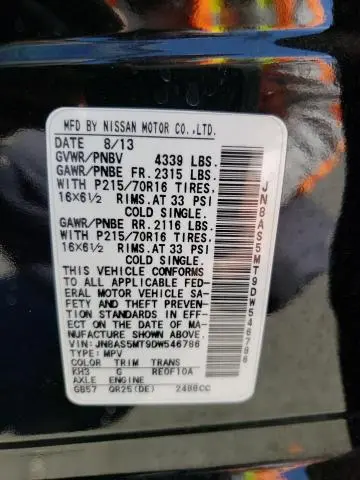 MFD BY NISSAN MOTOR CO.,LTD.
DATE 8/13
GVWR/PNBV 4339 LBS.
GAWR/PNBE FR. 2315 LBS.
WITH P215/70R16 TIRES,
16×6½ RIMS.AT 33 PSI
COLD SINGLE.
GAWR/PNBE RR. 2116 LBS.
WITH P215/70R16 TIRES,
16×6½ RIMS.AT 33 PSI
COLD SINGLE.
THIS VEHICLE CONFORMS
TO ALL APPLICABLE FED-
ERAL MOTOR VEHICLE SA-
FETY AND THEFT PREVEN-
TION STANDARDS IN EFF-
ECT ON THE DATE OF MA-
NUFACTURE SHOWN ABOVE.
VIN:JN8AS5MT9DW546786
TYPE: MPV
COLOR TRIM TRANS
KH3 G RE0F10A
AXLE ENGINE
GB57 QR25(DE) 2488CC
JN8AS5MT9DW546786